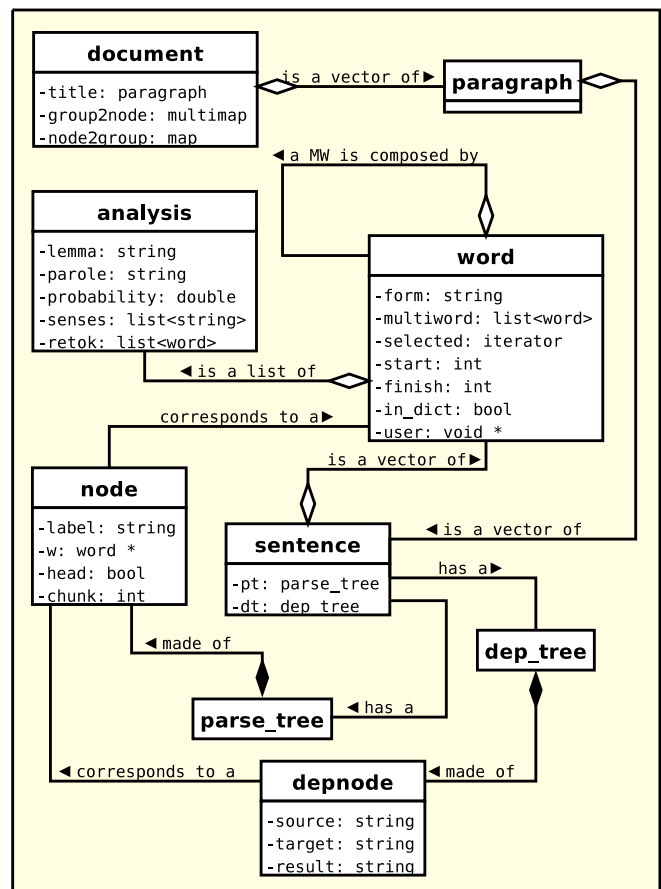 document
-title: paragraph
-group2node: multimap
-node2group: map
is a vector of►
paragraph
◄ a MW is composed by
analysis
-lemma: string
-parole: string
-probability: double
-senses: list<string>
-retok: list<word>
word
-form: string
-multiword: list<word>
-selected: iterator
-start: int
-finish: int
-in_dict: bool
-user: void *
◄ is a list of
corresponds to a►
is a vector of►
node
-label: string
-w: word *
-head: bool
-chunk: int
sentence
-pt: parse_tree
-dt: dep_tree
◄ is a vector of
has a►
dep_tree
◄ made of
parse_tree
◄ has a
◄ corresponds to a
depnode
-source: string
-target: string
-result: string
◄ made of